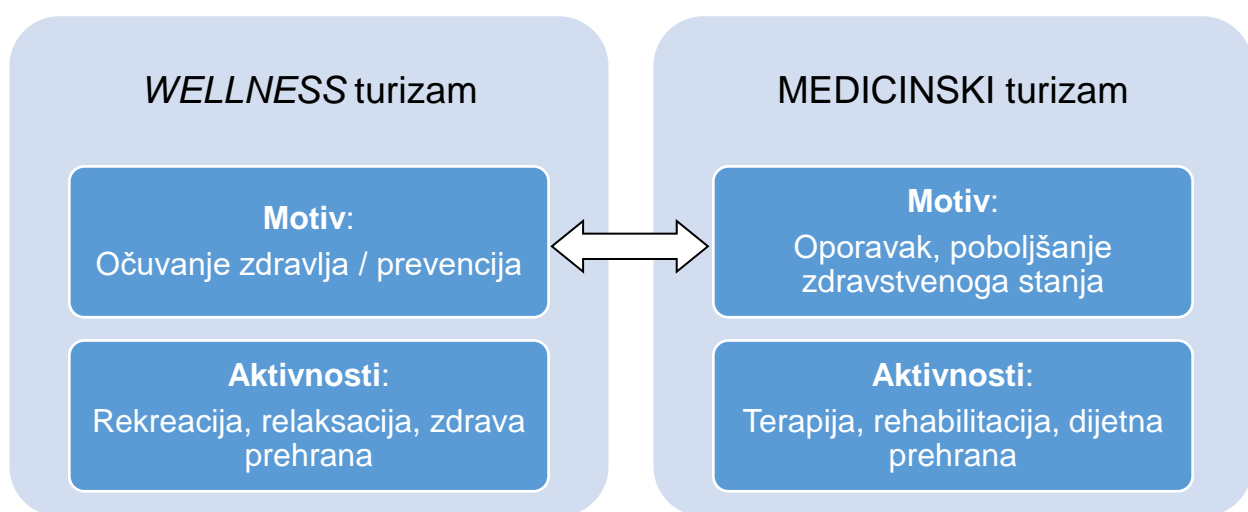 WELLNESS turizam
Motiv:
Očuvanje zdravlja / prevencija
Aktivnosti:
Rekreacija, relaksacija, zdrava
prehrana
MEDICINSKI turizam
Motiv:
Oporavak, poboljšanje
zdravstvenoga stanja
Aktivnosti:
Terapija, rehabilitacija, dijetna
prehrana